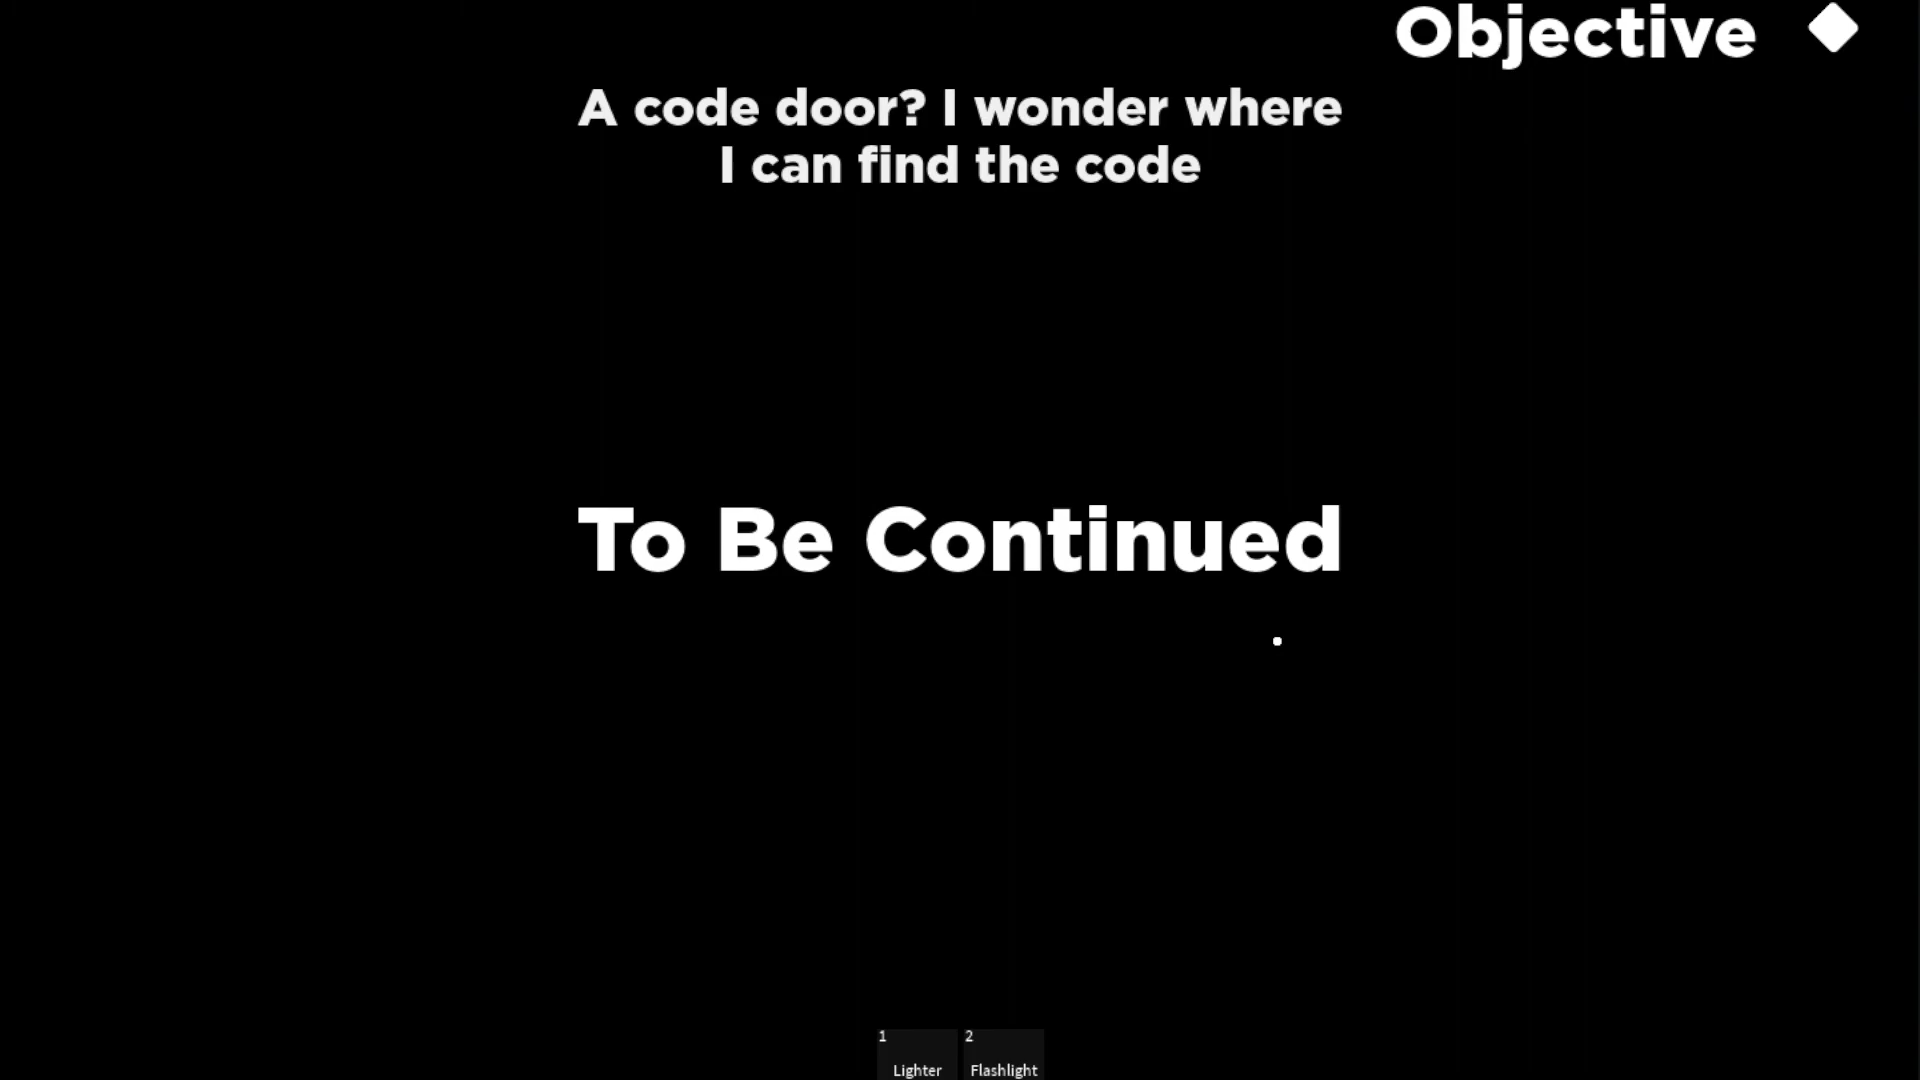 Objective
A code door? I wonder where
I can find the code
To Be Continued
1
2
Lighter
Flashlight